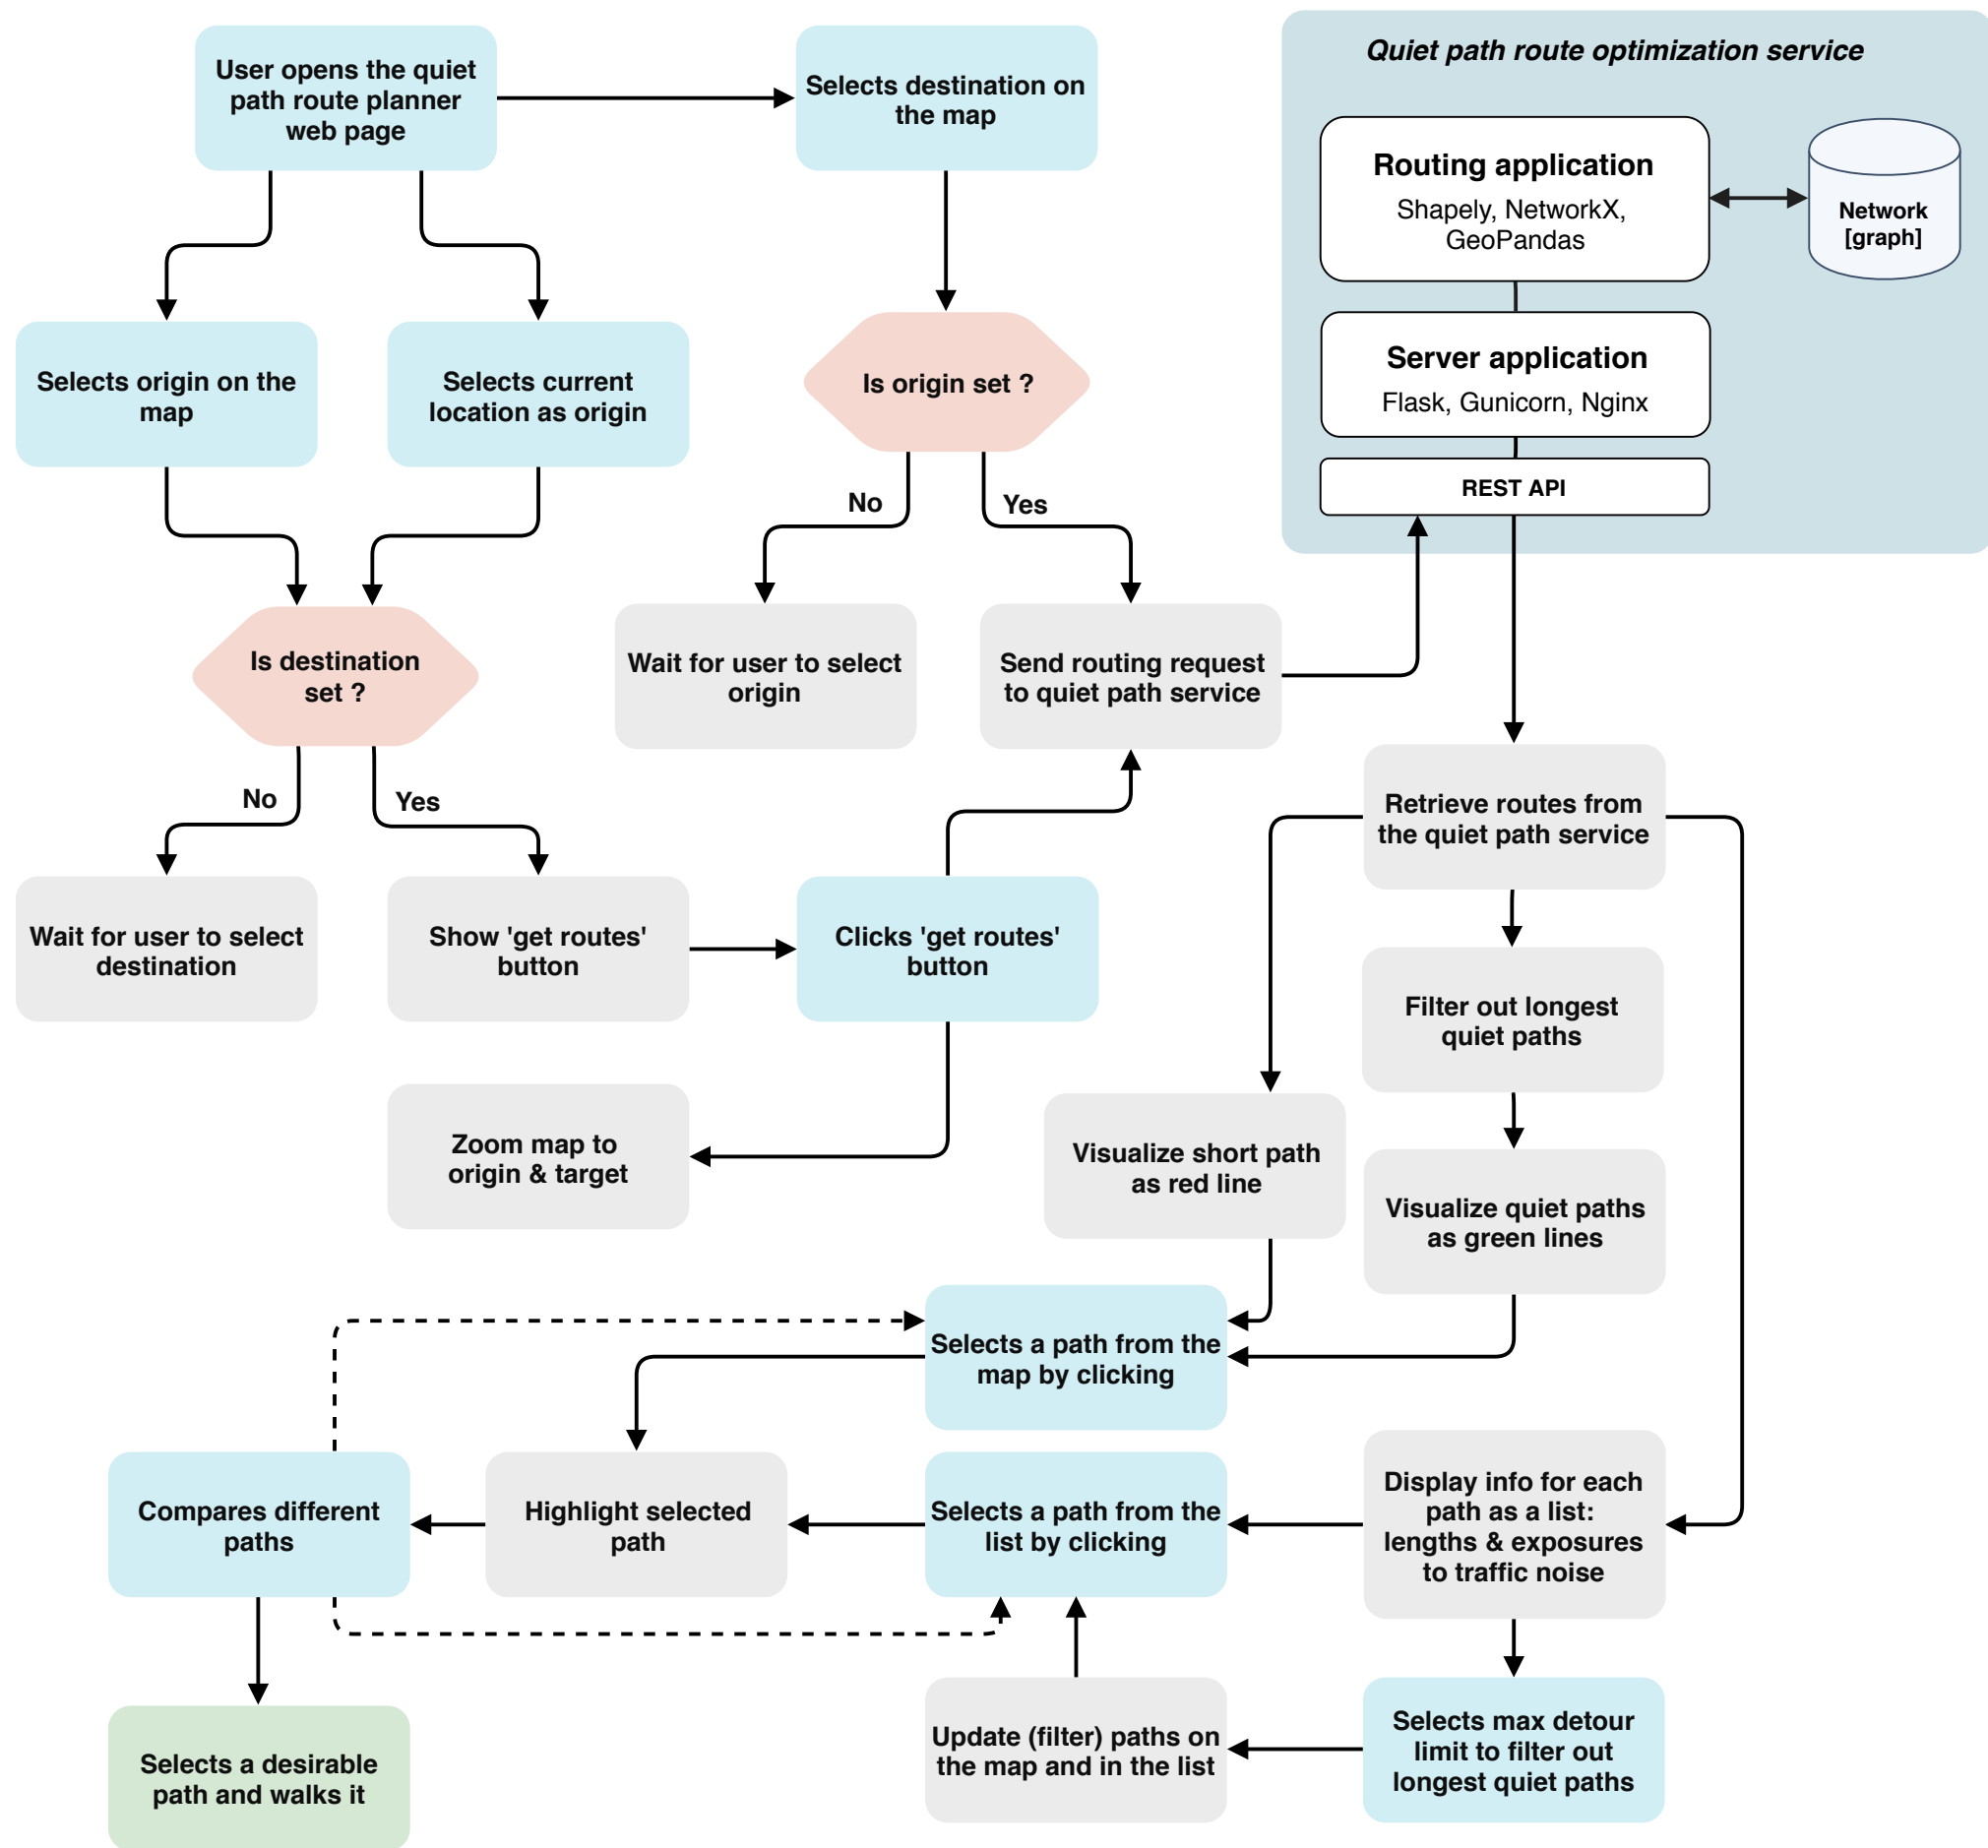 User opens the quiet
path route planner
web page
Selects destination on
the map
Quiet path route optimization service
Routing application
Shapely, NetworkX,
GeoPandas
Network
[graph]
Server application
Flask, Gunicorn, Nginx
REST API
Selects origin on the
map
Selects current
location as origin
Is origin set ?
No
Yes
Is destination
set ?
Wait for user to select
origin
Send routing request
to quiet path service
No
Yes
Retrieve routes from
the quiet path service
Wait for user to select
destination
Show 'get routes'
button
Clicks 'get routes'
button
Filter out longest
quiet paths
Zoom map to
origin & target
Visualize short path
as red line
Visualize quiet paths
as green lines
Selects a path from the
map by clicking
Compares different
paths
Highlight selected
path
Selects a path from the
list by clicking
Display info for each
path as a list:
lengths & exposures
to traffic noise
Selects a desirable
path and walks it
Update (filter) paths on
the map and in the list
Selects max detour
limit to filter out
longest quiet paths